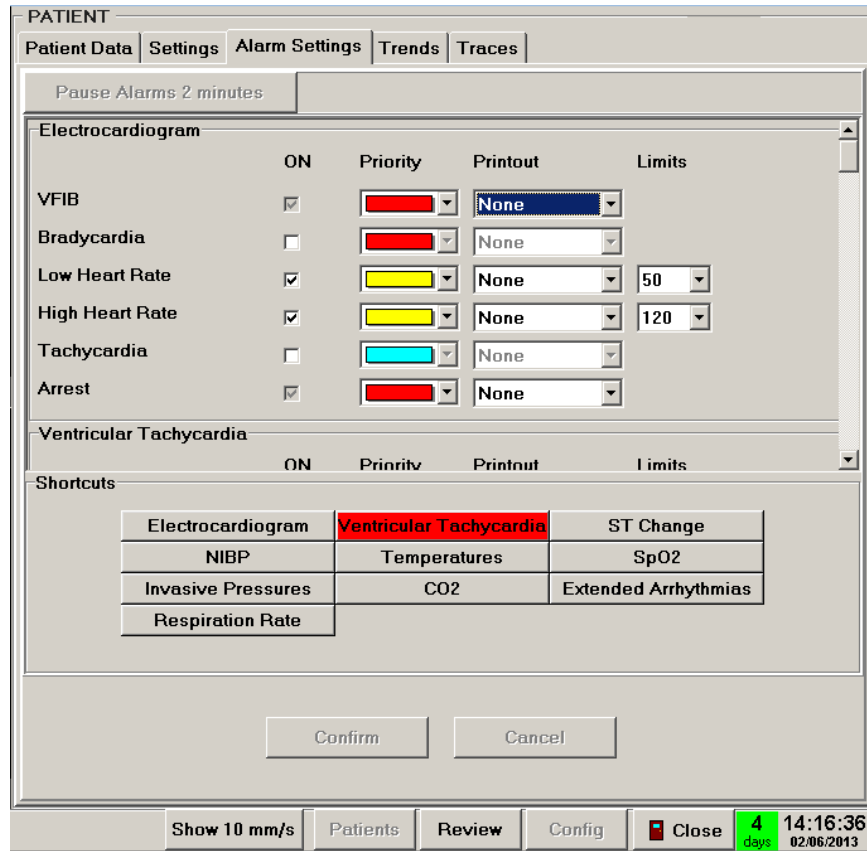 PATIENT
Patient Data Settings Alarm Settings Trends Traces
Pause Alarms 2 minutes
Electrocardiogram
ON Priority Printout Limits
VFIB None
Bradycardia None
Low Heart Rate None 50
High Heart Rate None 120
Tachycardia None
Arrest None
Ventricular Tachycardia
ON Priority Printout Limits
Shortcuts
Electrocardiogram Ventricular Tachycardia ST Change
NIBP Temperatures SpO2
Invasive Pressures CO2 Extended Arrhythmias
Respiration Rate
Confirm Cancel
Show 10 mm/s Patients Review Config Close 4 days 14:16:36
02/06/2013